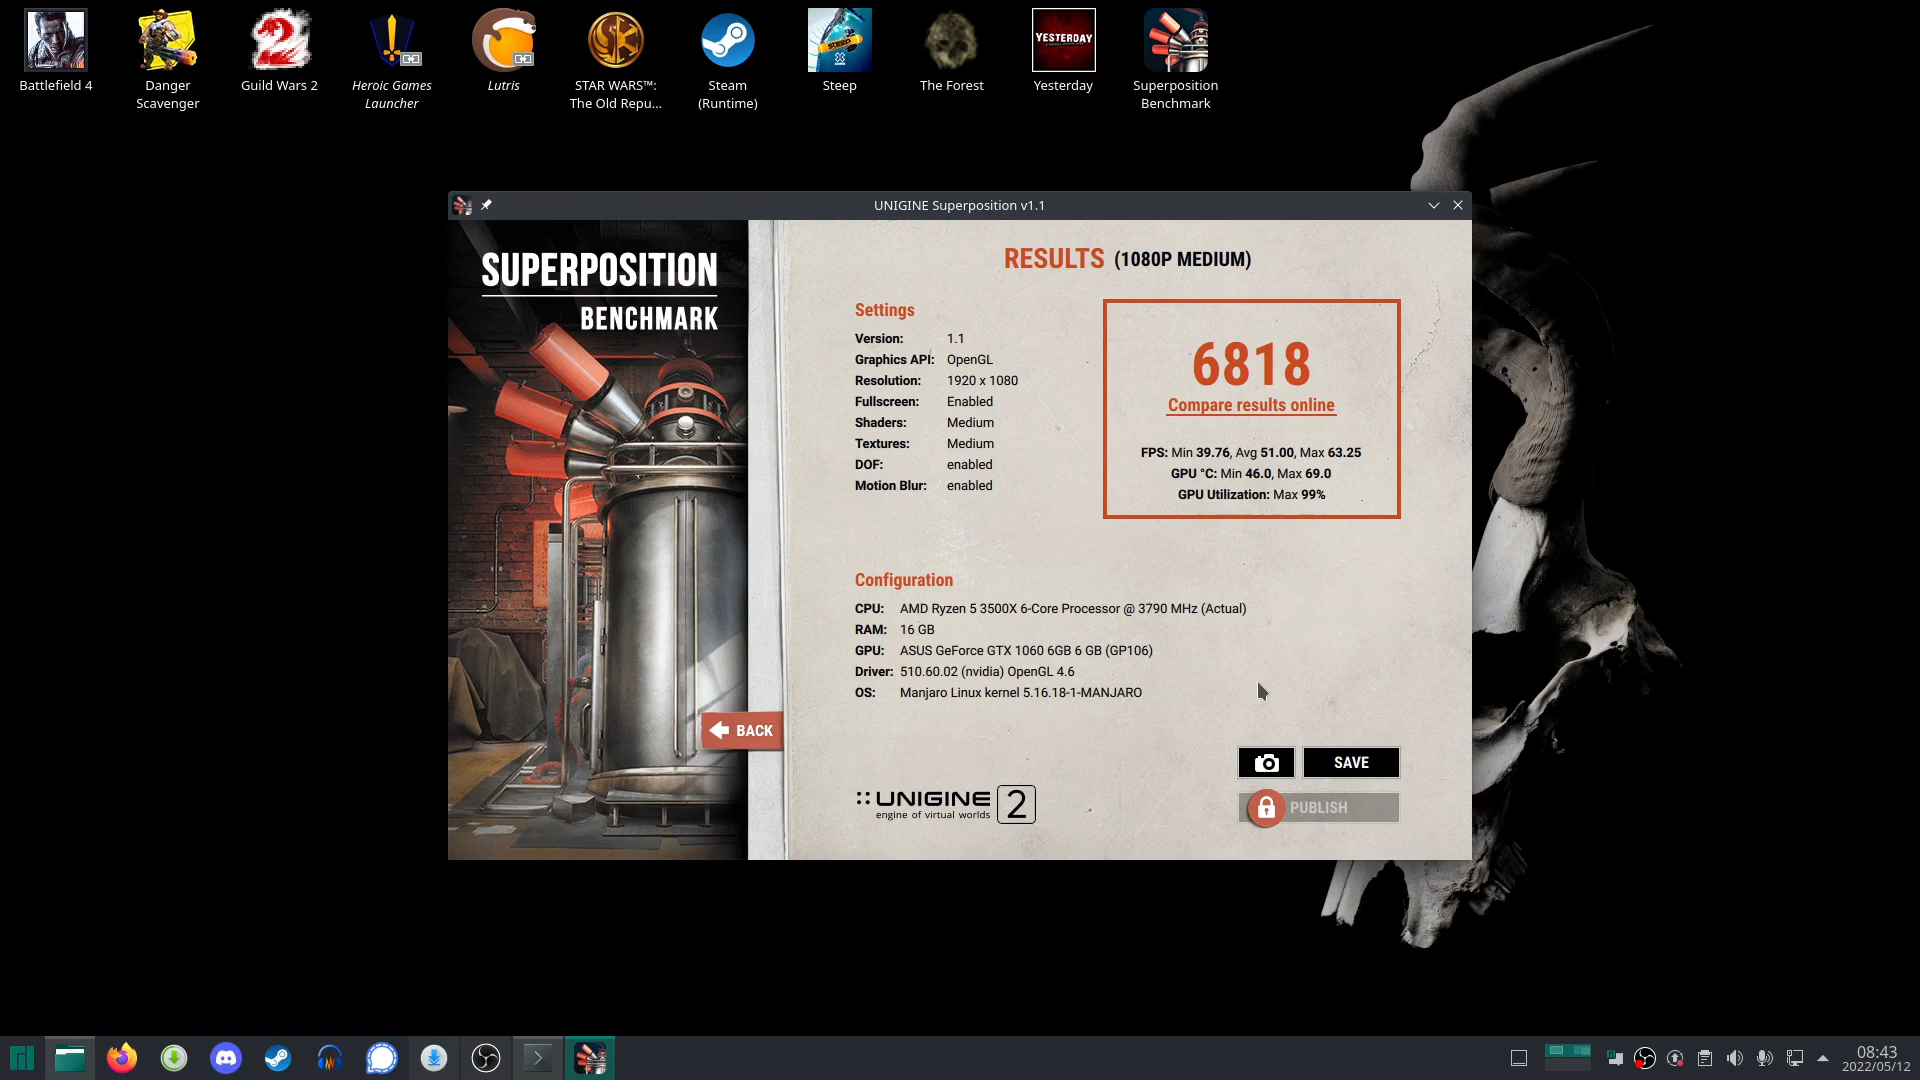 Battlefield 4
Danger
Scavenger
Guild Wars 2
Heroic Games
Launcher
Lutris
STAR WARS™:
The Old Repu...
Steam
(Runtime)
STEEP
Steep
The Forest
YESTERDAY
Yesterday
Superposition
Benchmark
UNIGINE Superposition v1.1
SUPERPOSITION
BENCHMARK
RESULTS (1080P MEDIUM)
Settings
Version: 1.1
Graphics API: OpenGL
Resolution: 1920 x 1080
Fullscreen: Enabled
Shaders: Medium
Textures: Medium
DOF: enabled
Motion Blur: enabled
6818
Compare results online
FPS: Min 39.76, Avg 51.00, Max 63.25
GPU °C: Min 46.0, Max 69.0
GPU Utilization: Max 99%
Configuration
CPU: AMD Ryzen 5 3500X 6-Core Processor @ 3790 MHz (Actual)
RAM: 16 GB
GPU: ASUS GeForce GTX 1060 6GB 6 GB (GP106)
Driver: 510.60.02 (nvidia) OpenGL 4.6
OS: Manjaro Linux kernel 5.16.18-1-MANJARO
BACK
SAVE
PUBLISH
UNIGINE 2
engine of virtual worlds
08:43
2022/05/12